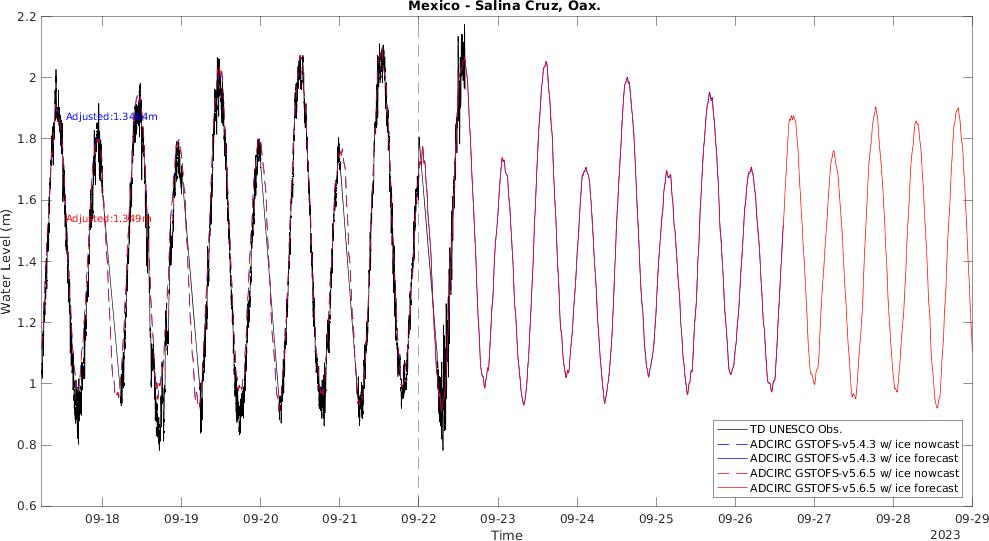 Mexico - Salina Cruz, Oax.
2.2
2
1.8
1.6
1.4
1.2
1
0.8
0.6
Water Level (m)
Adjusted:1.3474m
Adjusted:1.349m
TD UNESCO Obs.
ADCIRC GSTOFS-v5.4.3 w/ ice nowcast
ADCIRC GSTOFS-v5.4.3 w/ ice forecast
ADCIRC GSTOFS-v5.6.5 w/ ice nowcast
ADCIRC GSTOFS-v5.6.5 w/ ice forecast
09-18 09-19 09-20 09-21 09-22 09-23 09-24 09-25 09-26 09-27 09-28 09-29
Time
2023